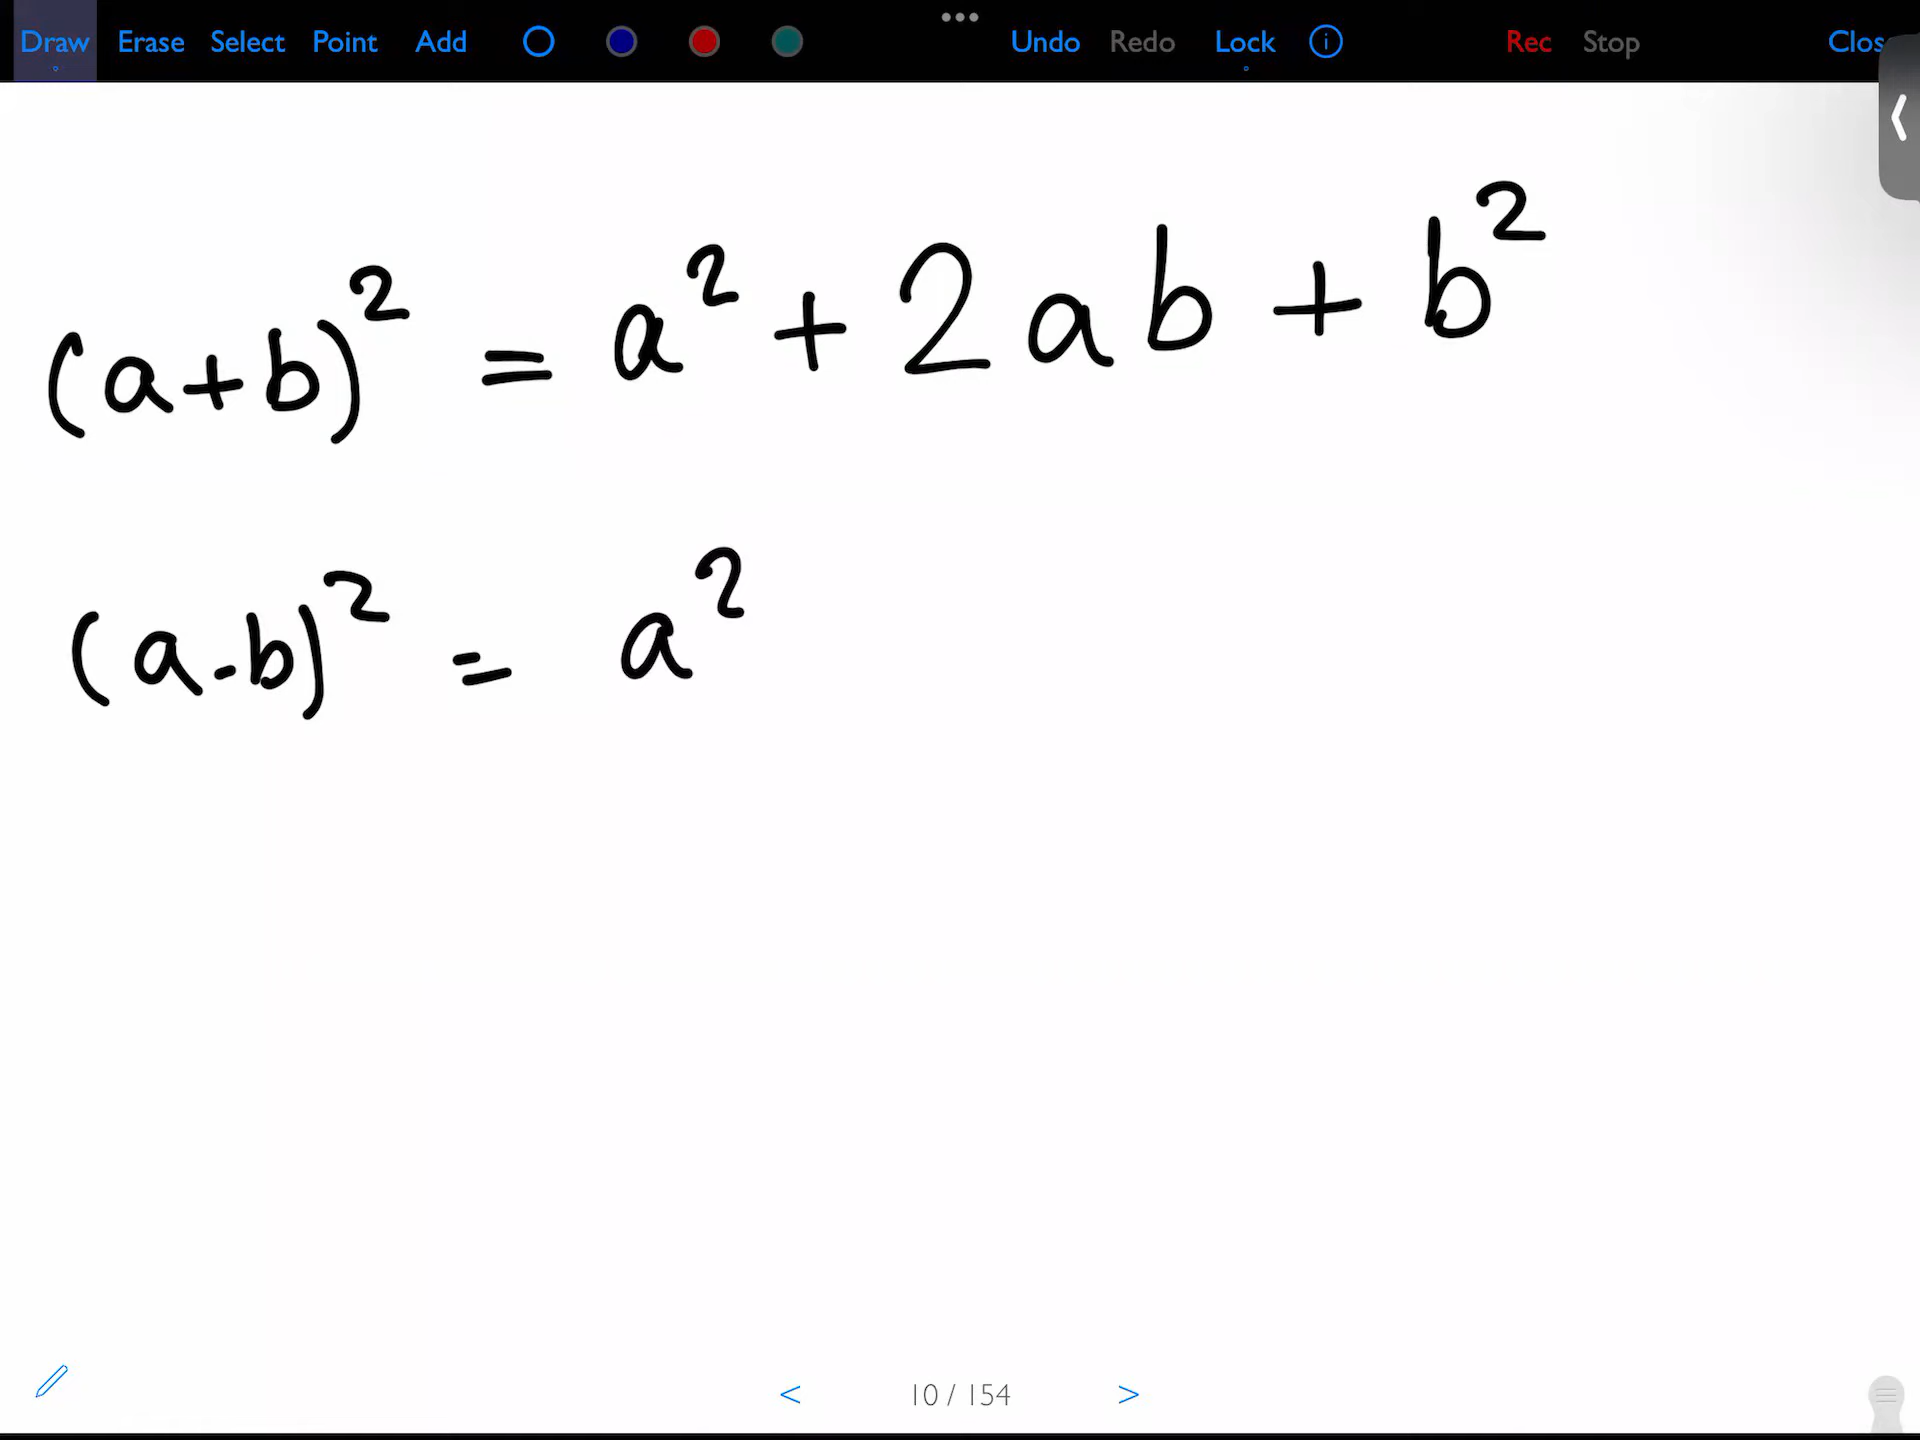 Draw Erase Select Point Add Undo Redo Lock Rec Stop Clos
(a+b)² = a² + 2ab + b²
(a-b)² = a²
< 10 / 154 >